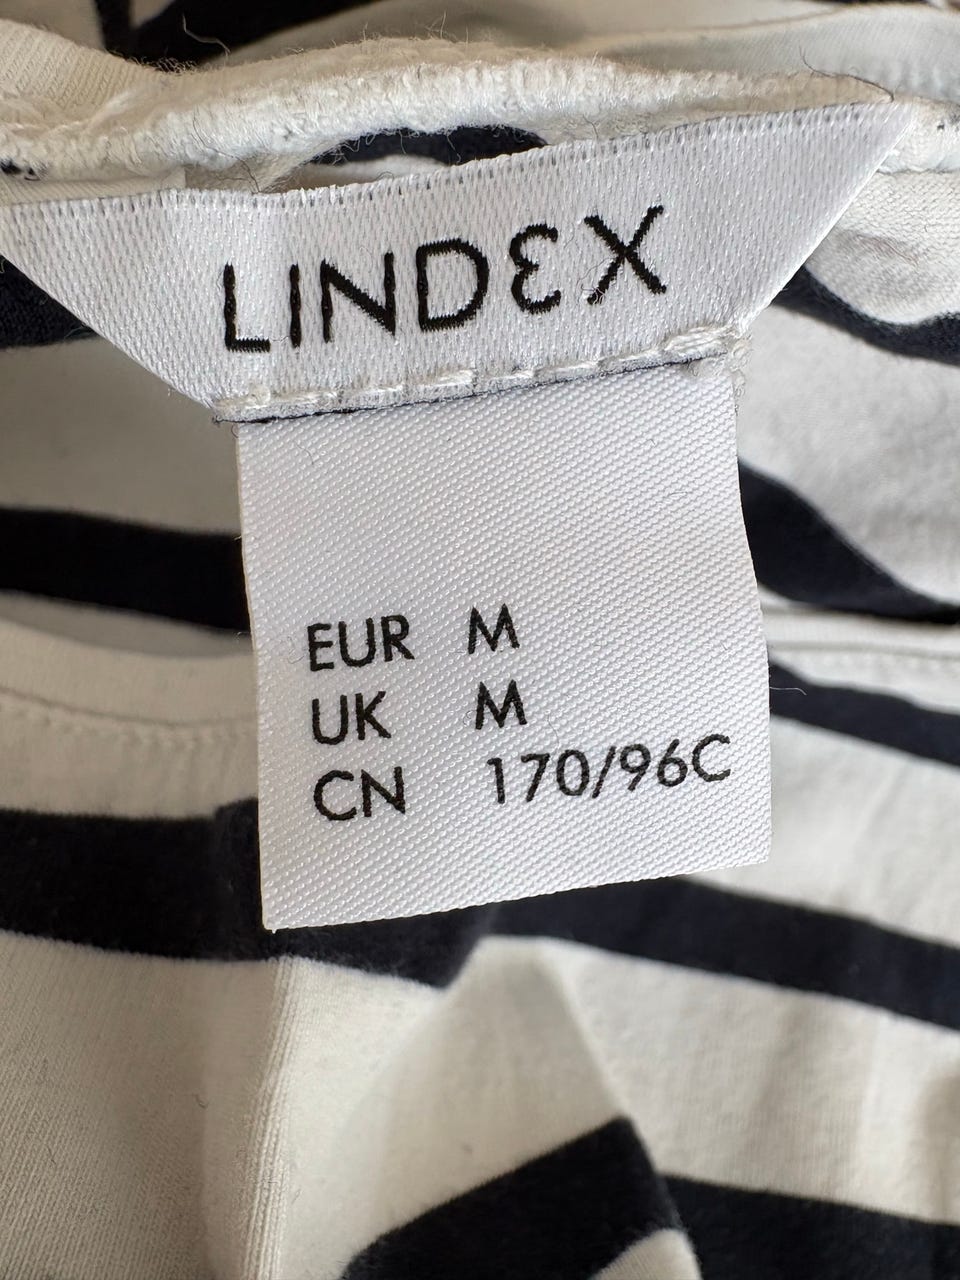 LINDEX
EUR M
UK M
CN 170/96C